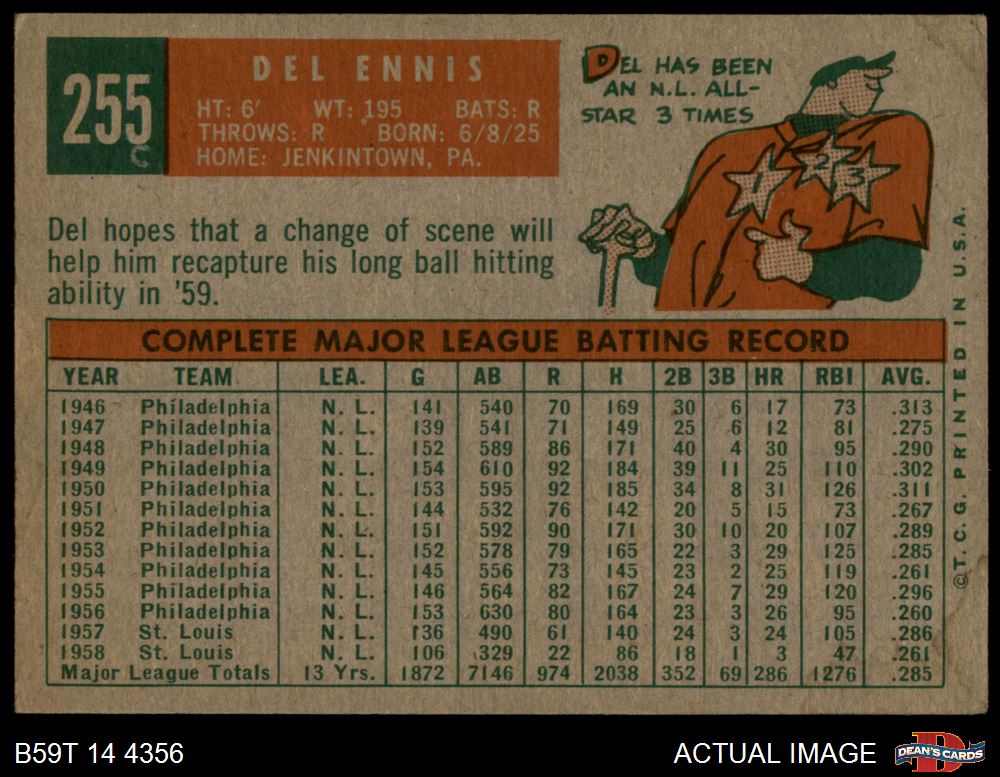 255
C
DEL ENNIS
HT: 6' WT: 195 BATS: R
THROWS: R BORN: 6/8/25
HOME: JENKINTOWN, PA.
DEL HAS BEEN
AN N.L. ALL-
STAR 3 TIMES
1 2 3
Del hopes that a change of scene will
help him recapture his long ball hitting
ability in '59.
COMPLETE MAJOR LEAGUE BATTING RECORD
YEAR TEAM LEA. G AB R H 2B 3B HR RBI AVG.
1946 Philadelphia N. L. 141 540 70 169 30 6 17 73 .313
1947 Philadelphia N. L. 139 541 71 149 25 6 12 81 .275
1948 Philadelphia N. L. 152 589 86 171 40 4 30 95 .290
1949 Philadelphia N. L. 154 610 92 184 39 11 25 110 .302
1950 Philadelphia N. L. 153 595 92 185 34 8 31 126 .311
1951 Philadelphia N. L. 144 532 76 142 20 5 15 73 .267
1952 Philadelphia N. L. 151 592 90 171 30 10 20 107 .289
1953 Philadelphia N. L. 152 578 79 165 22 3 29 125 .285
1954 Philadelphia N. L. 145 556 73 145 23 2 25 119 .261
1955 Philadelphia N. L. 146 564 82 167 24 7 29 120 .296
1956 Philadelphia N. L. 153 630 80 164 23 3 26 95 .260
1957 St. Louis N. L. 136 490 61 140 24 3 24 105 .286
1958 St. Louis N. L. 106 329 22 86 18 1 3 47 .261
Major League Totals 13 Yrs. 1872 7146 974 2038 352 69 286 1276 .285
©T. C. G. PRINTED IN U.S.A.
B59T 14 4356
ACTUAL IMAGE
D
DEAN'S CARDS